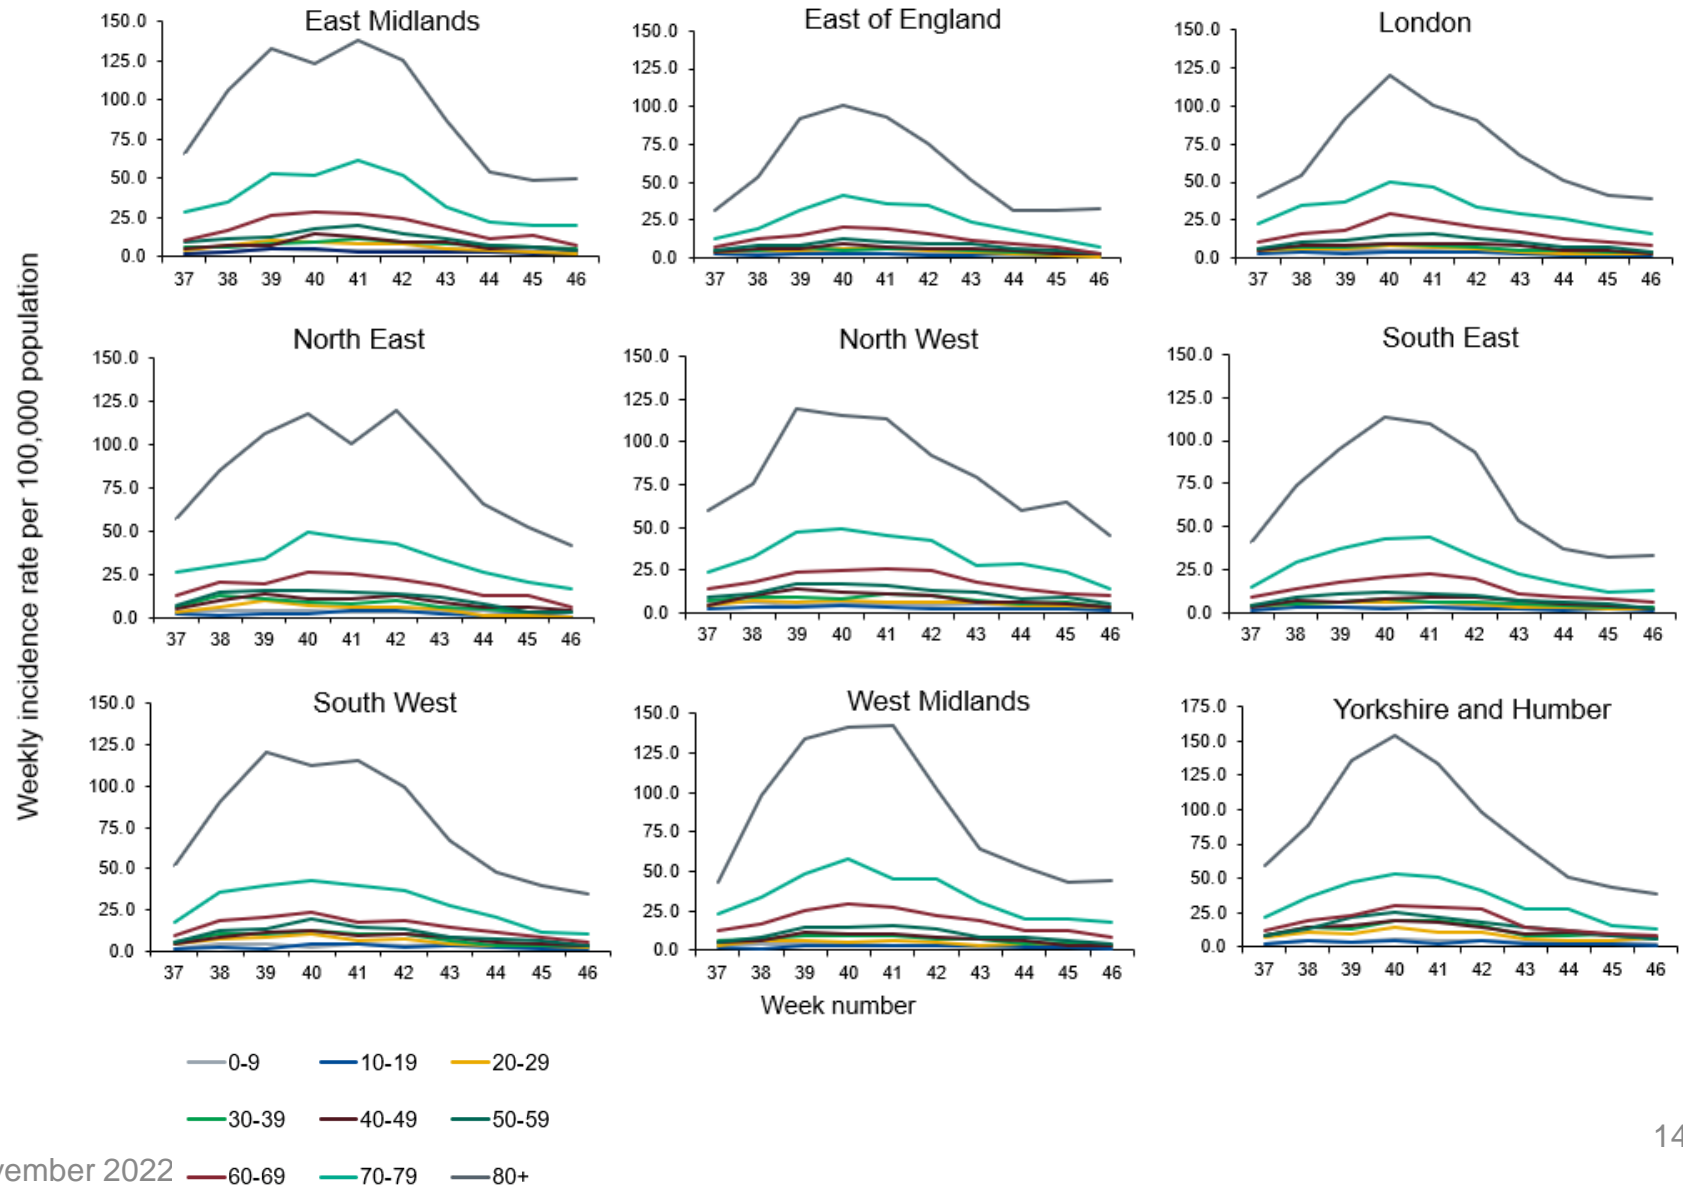 East Midlands
150.0
125.0
100.0
75.0
50.0
25.0
0.0
37 38 39 40 41 42 43 44 45 46
East of England
150.0
125.0
100.0
75.0
50.0
25.0
0.0
37 38 39 40 41 42 43 44 45 46
London
150.0
125.0
100.0
75.0
50.0
25.0
0.0
37 38 39 40 41 42 43 44 45 46
Weekly incidence rate per 100,000 population
North East
150.0
125.0
100.0
75.0
50.0
25.0
0.0
37 38 39 40 41 42 43 44 45 46
North West
150.0
125.0
100.0
75.0
50.0
25.0
0.0
37 38 39 40 41 42 43 44 45 46
South East
150.0
125.0
100.0
75.0
50.0
25.0
0.0
37 38 39 40 41 42 43 44 45 46
South West
150.0
125.0
100.0
75.0
50.0
25.0
0.0
37 38 39 40 41 42 43 44 45 46
West Midlands
150.0
125.0
100.0
75.0
50.0
25.0
0.0
37 38 39 40 41 42 43 44 45 46
Yorkshire and Humber
175.0
150.0
125.0
100.0
75.0
50.0
25.0
0.0
37 38 39 40 41 42 43 44 45 46
Week number
0-9 10-19 20-29
30-39 40-49 50-59
60-69 70-79 80+
vember 2022
14